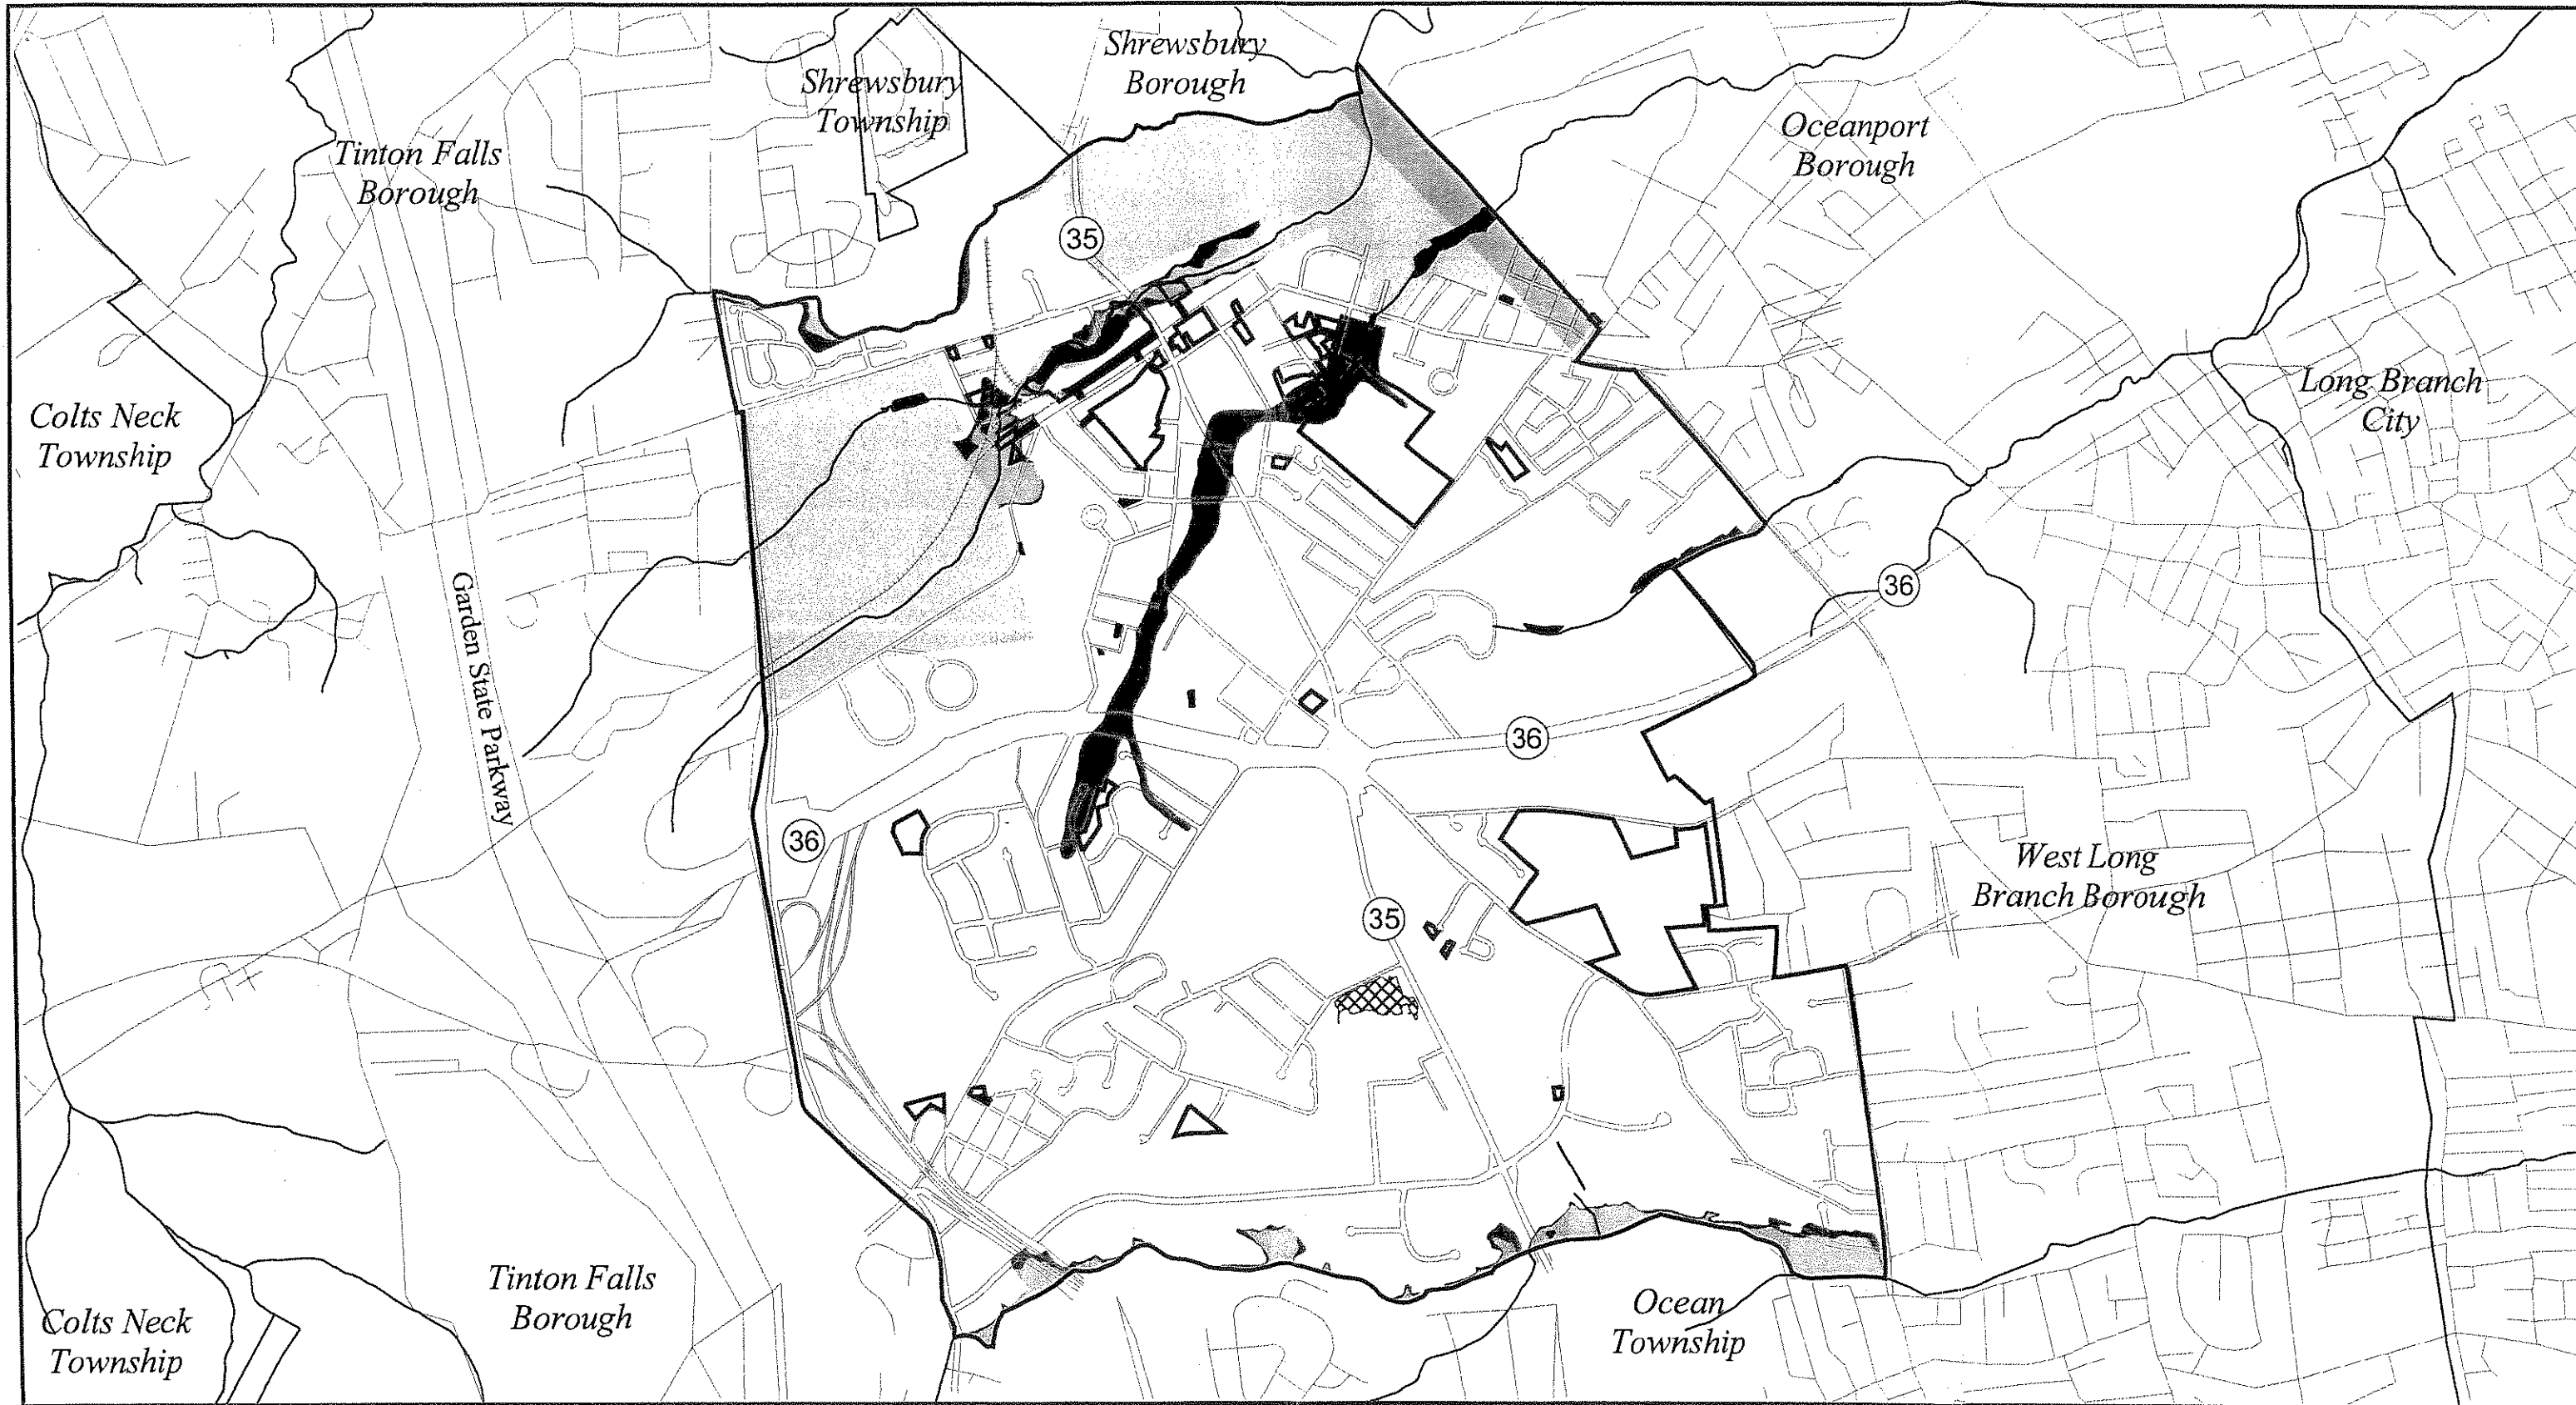 Shrewsbury
Borough
Shrewsbury
Township
Tinton Falls
Borough
Oceanport
Borough
35
Colts Neck
Township
Long Branch
City
Garden State Parkway
36
36
36
West Long
Branch Borough
35
Tinton Falls
Borough
Colts Neck
Township
Ocean
Township